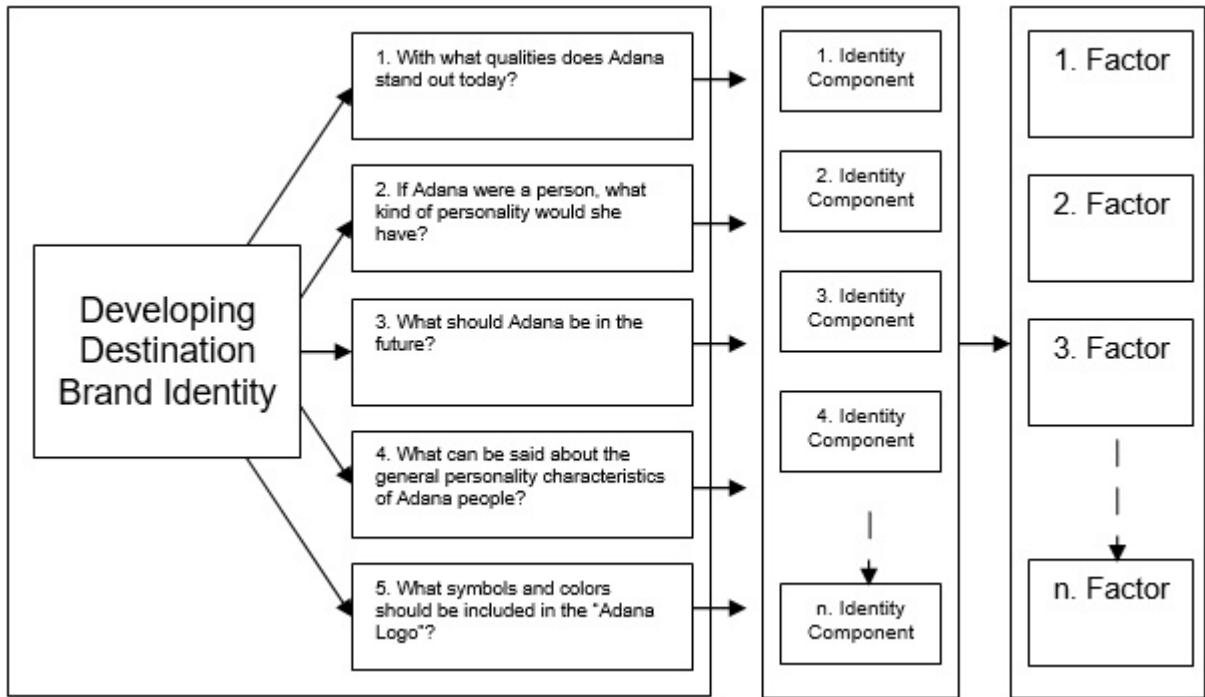 Developing
Destination
Brand Identity
1. With what qualities does Adana
stand out today?
2. If Adana were a person, what
kind of personality would she
have?
3. What should Adana be in the
future?
4. What can be said about the
general personality characteristics
of Adana people?
5. What symbols and colors
should be included in the "Adana
Logo"?
1. Identity
Component
2. Identity
Component
3. Identity
Component
4. Identity
Component
n. Identity
Component
1. Factor
2. Factor
3. Factor
n. Factor